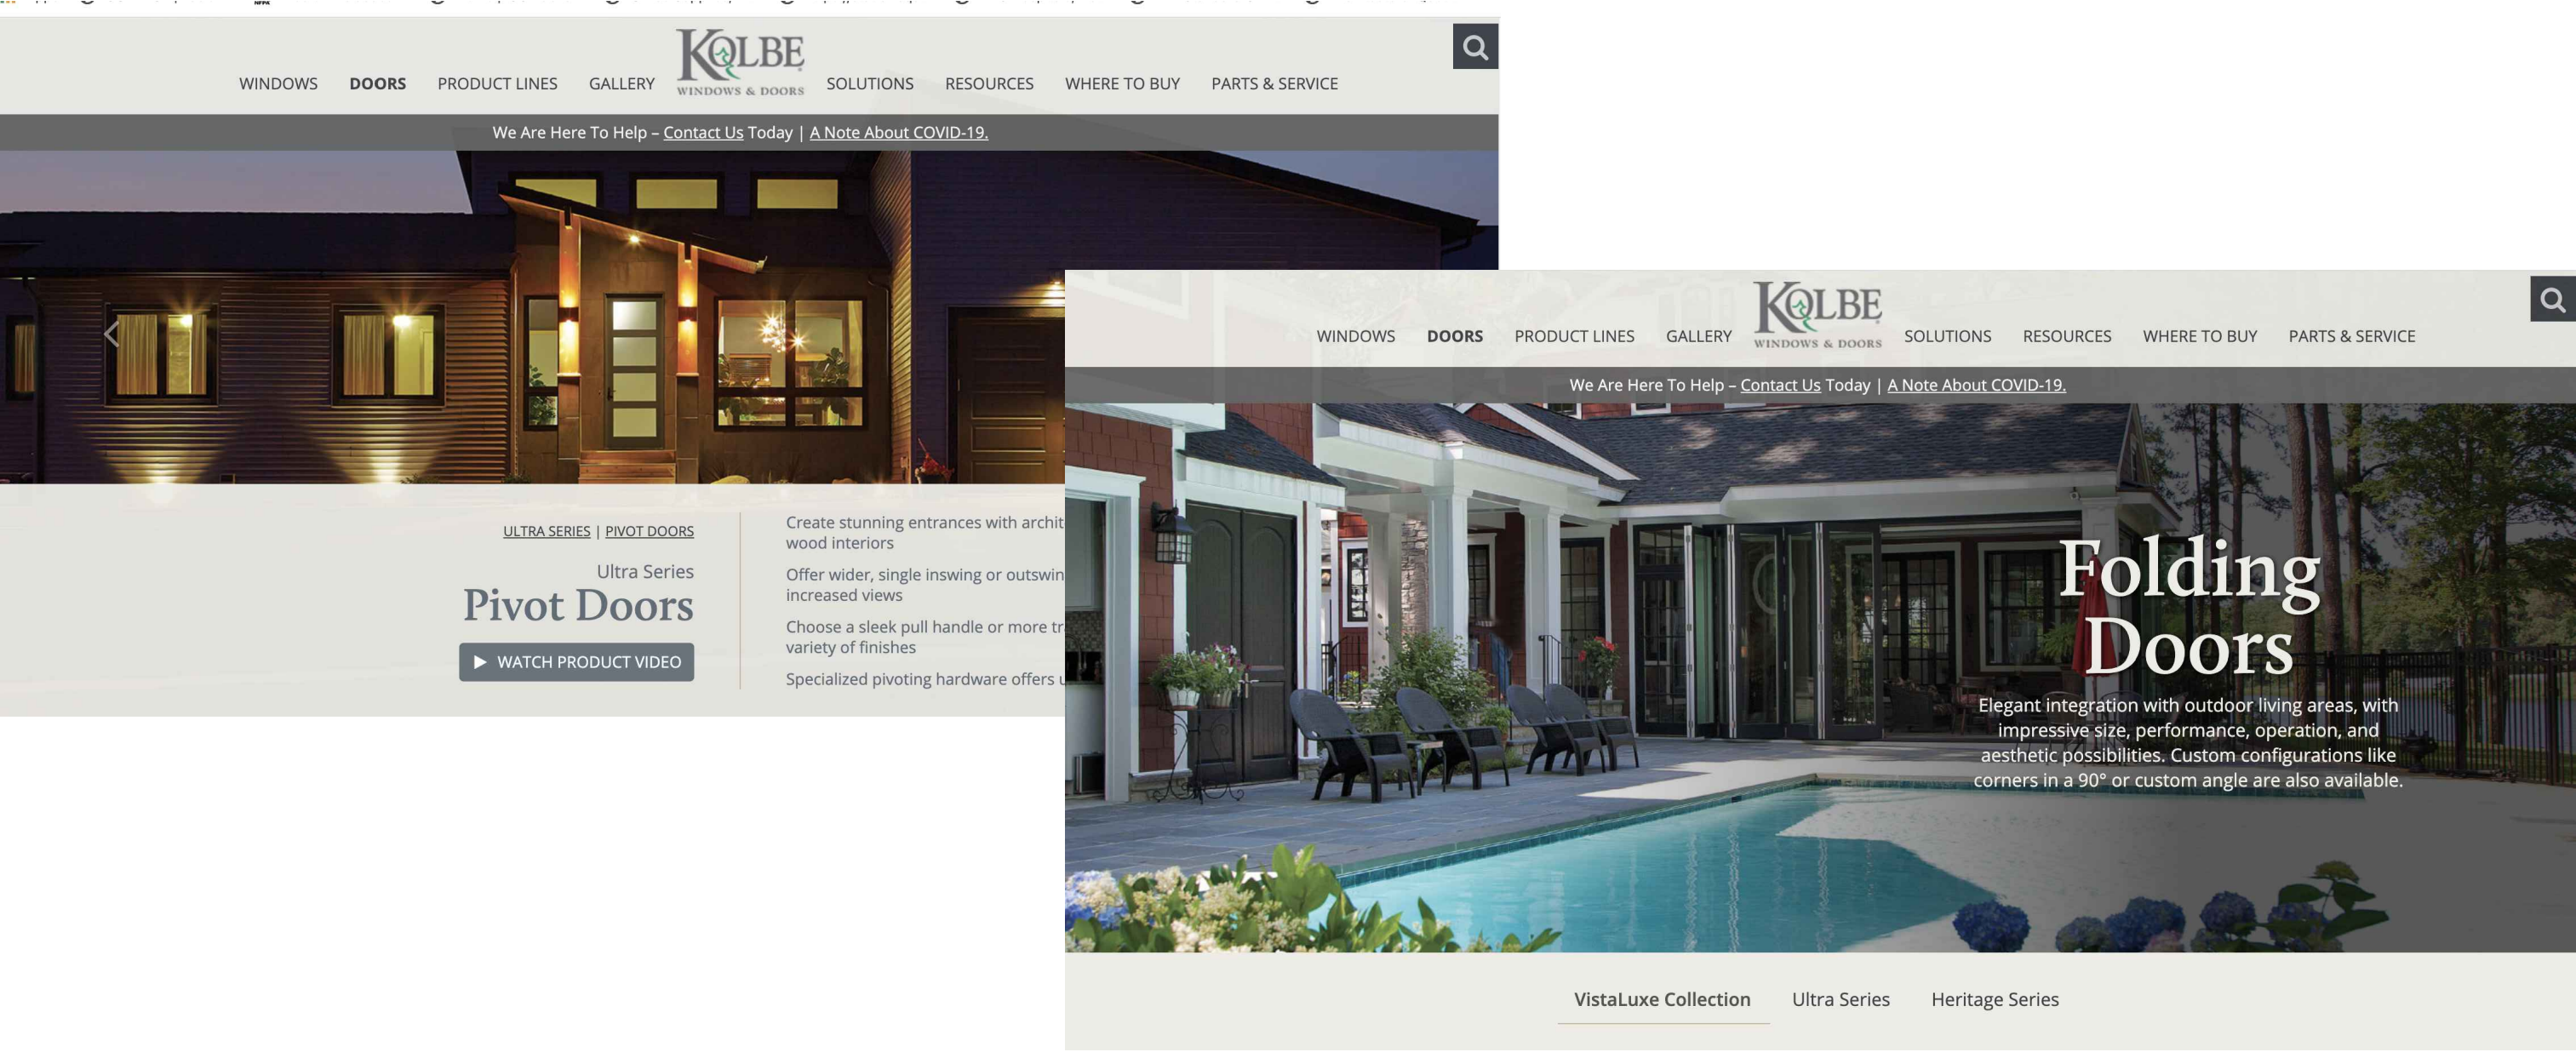 KOLBE
WINDOWS & DOORS
WINDOWS DOORS PRODUCT LINES GALLERY SOLUTIONS RESOURCES WHERE TO BUY PARTS & SERVICE
We Are Here To Help – Contact Us Today | A Note About COVID-19.
ULTRA SERIES | PIVOT DOORS
Ultra Series
Pivot Doors
WATCH PRODUCT VIDEO
Create stunning entrances with
wood interiors
Offer wider, single inswing or
increased views
Choose a sleek pull handle or more
variety of finishes
Specialized pivoting hardware offers
KOLBE
WINDOWS & DOORS
WINDOWS DOORS PRODUCT LINES GALLERY SOLUTIONS RESOURCES WHERE TO BUY PARTS & SERVICE
We Are Here To Help – Contact Us Today | A Note About COVID-19.
Folding
Doors
Elegant integration with outdoor living areas, with
impressive size, performance, operation, and
aesthetic possibilities. Custom configurations like
corners in a 90° or custom angle are also available.
VistaLuxe Collection Ultra Series Heritage Series